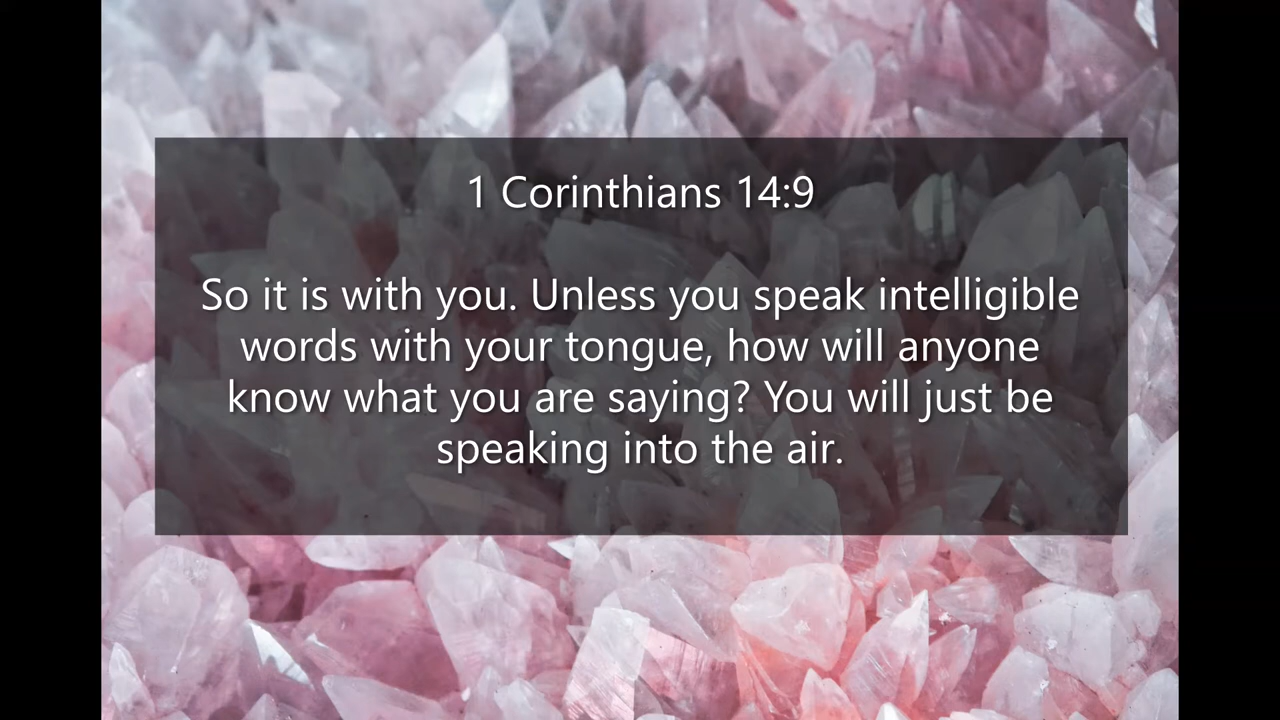 1 Corinthians 14:9
So it is with you. Unless you speak intelligible
words with your tongue, how will anyone
know what you are saying? You will just be
speaking into the air.